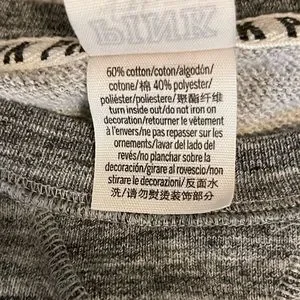 PINK
60% cotton/coton/algodón/
cotone/棉 40% polyester/
poliéster/poliestere/聚酯纤维
turn inside out/do not iron on
decoration/retourner le vêtement
à l'envers/ne pas repasser sur les
ornements/lavar del lado del
revés/no planchar sobre la
decoración/girare al rovescio/non
stirare le decorazioni/反面水
洗/请勿熨烫装饰部分